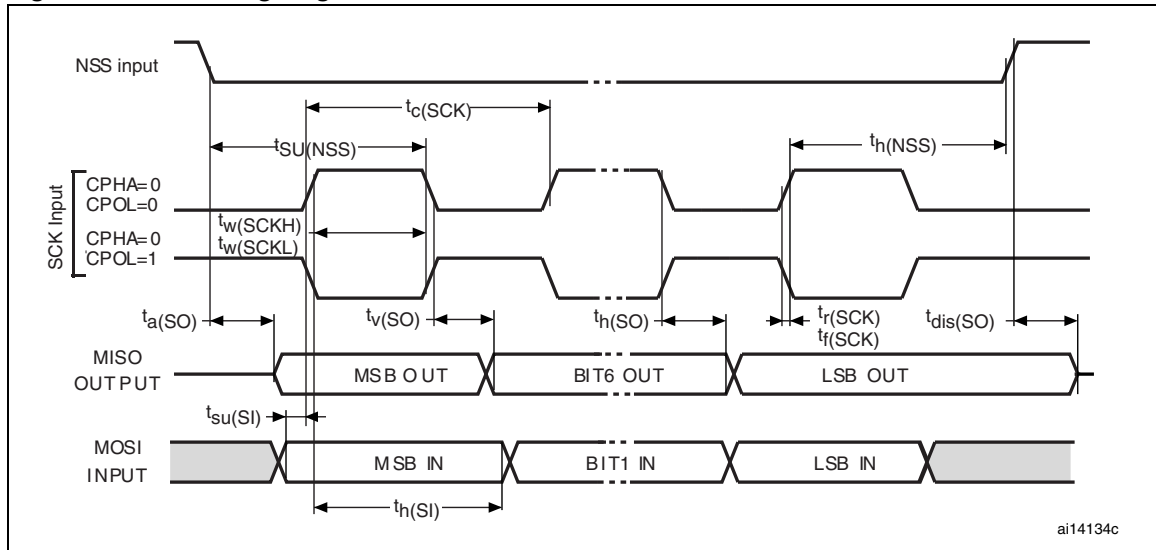 NSS input
tc(SCK)
tSU(NSS)
th(NSS)
SCK Input
CPHA=0
CPOL=0
tw(SCKH)
CPHA=0
tw(SCKL)
CPOL=1
ta(SO)
tv(SO)
th(SO)
tr(SCK)
tf(SCK)
tdis(SO)
MISO
OUTPUT
MSB OUT
BIT6 OUT
LSB OUT
tsu(SI)
MOSI
INPUT
MSB IN
BIT1 IN
LSB IN
th(SI)
ai14134c